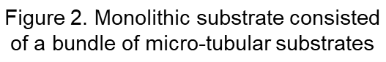 Figure 2. Monolithic substrate consisted
of a bundle of micro-tubular substrates